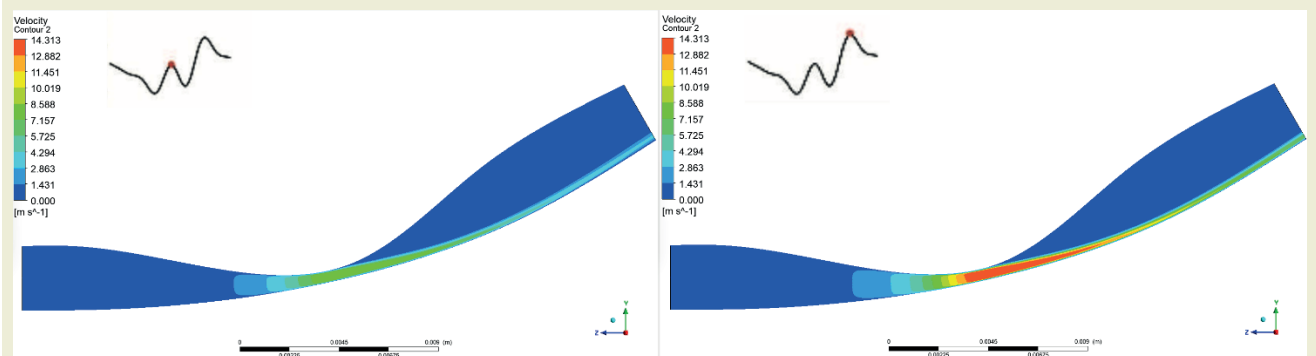 Velocity
Contour 2
14.313
12.882
11.451
10.019
8.588
7.157
5.725
4.294
2.863
1.431
0.000
[m s^-1]
Y
Z
0 0.0045 0.009 (m)
0.00225 0.00675
Velocity
Contour 2
14.313
12.882
11.451
10.019
8.588
7.157
5.725
4.294
2.863
1.431
0.000
[m s^-1]
Y
Z
0 0.0045 0.009 (m)
0.00225 0.00675